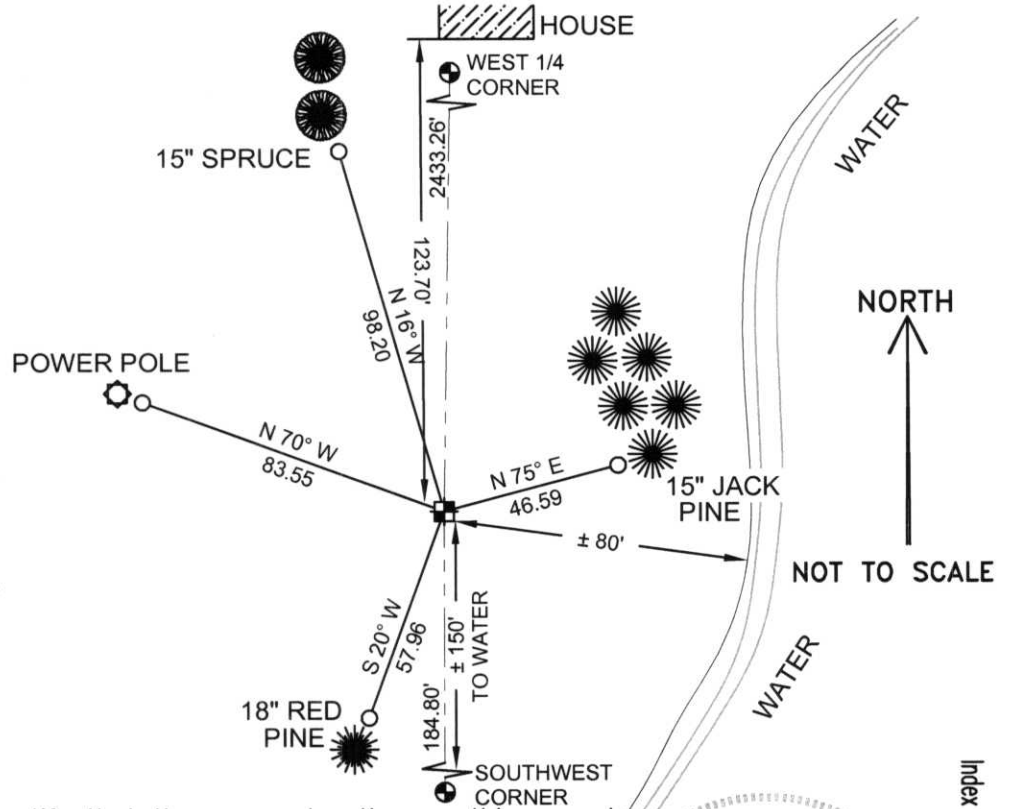 HOUSE
WEST 1/4
CORNER
15" SPRUCE
2433.26'
123.70'
WATER
N 16° W
98.20
NORTH
POWER POLE
N 70° W
83.55
N 75° E
46.59
15" JACK
PINE
± 80'
NOT TO SCALE
S 20° W
57.96
± 150'
TO WATER
184.80'
WATER
18" RED
PINE
SOUTHWEST
CORNER
Index